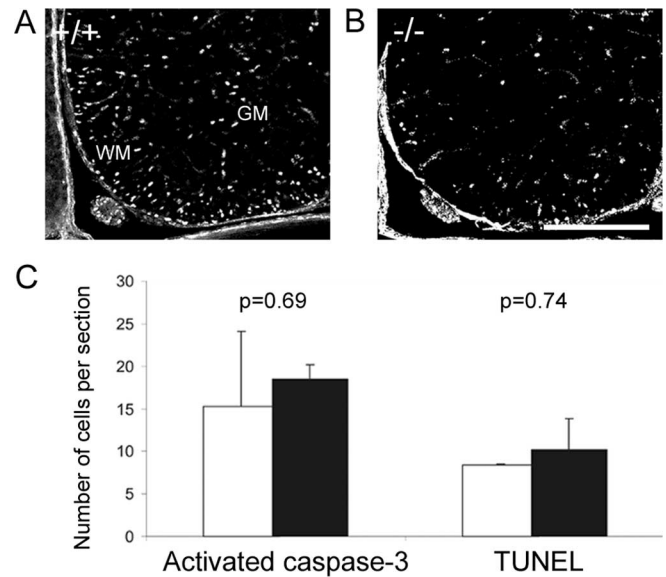 A
+/+
GM
WM
B
-/-
C
Number of cells per section
30
25
20
15
10
5
0
p=0.69
p=0.74
Activated caspase-3
TUNEL